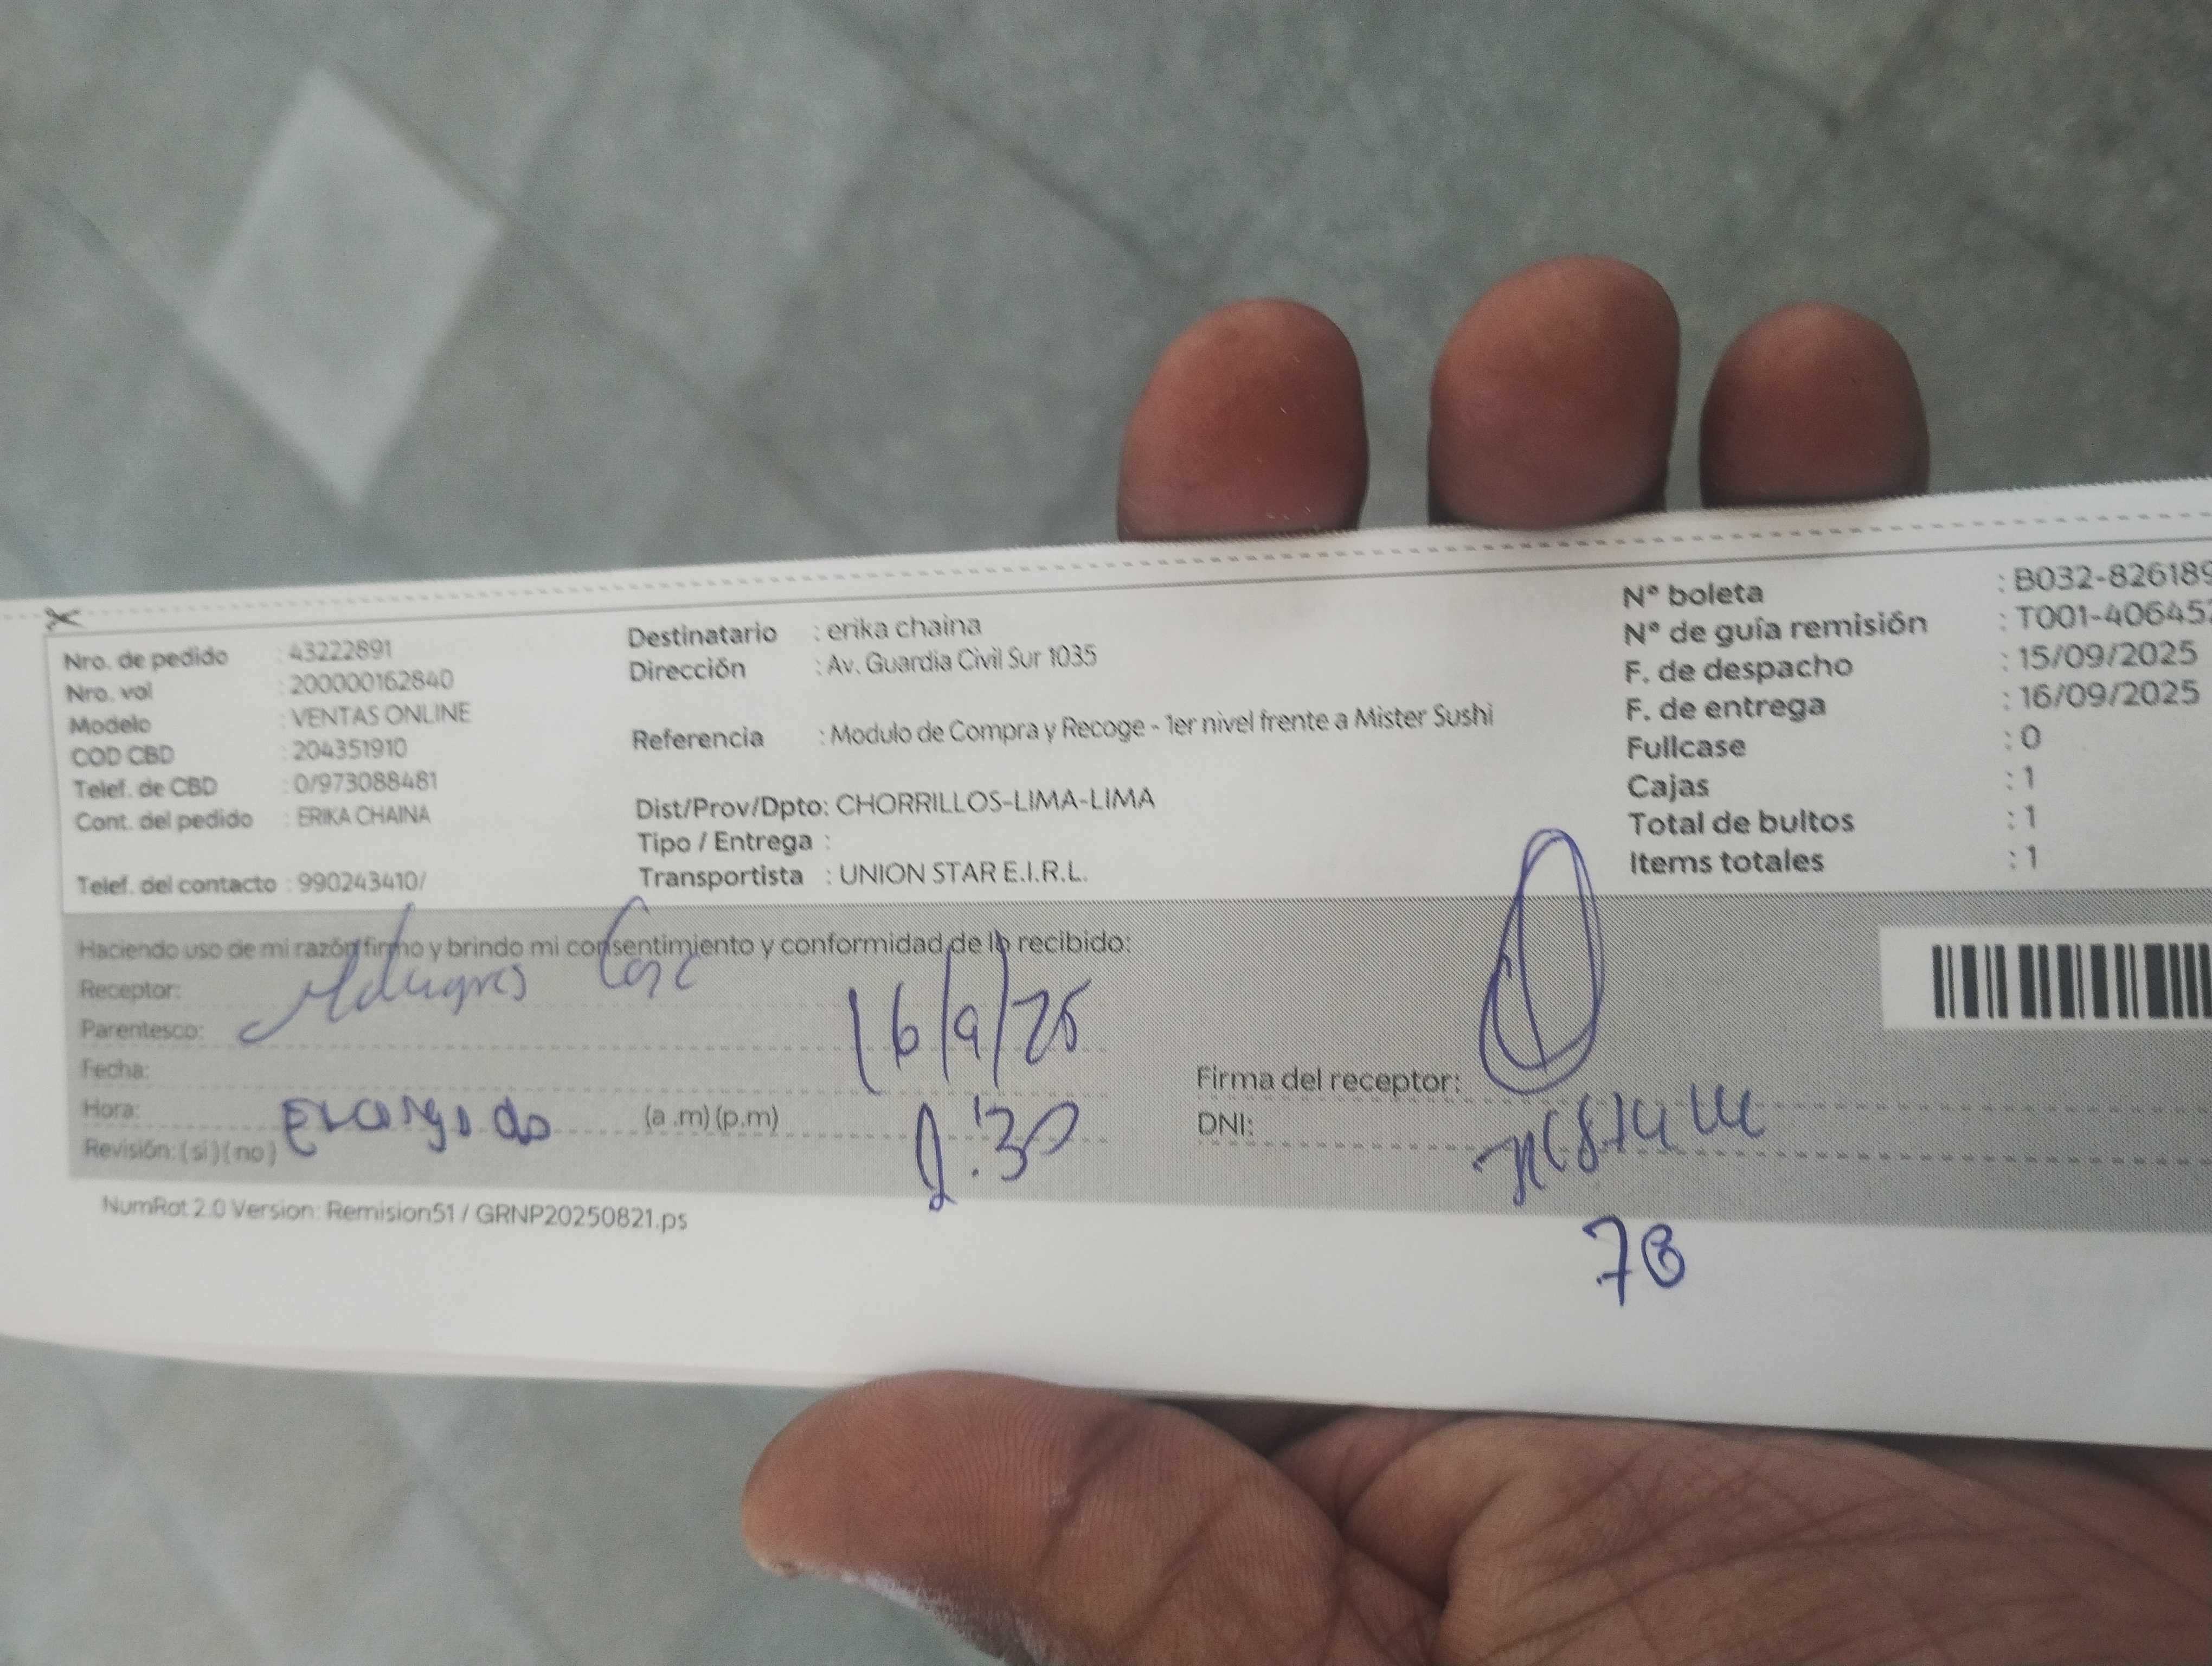 Nro. de pedido : 43222891
Nro. vol : 200000162840
Modelo : VENTAS ONLINE
COD CBD : 204351910
Telef. de CBD : 0/973088481
Cont. del pedido : ERIKA CHAINA
Telef. del contacto : 990243410/
Destinatario : erika chaina
Dirección : Av. Guardia Civil Sur 1035
Referencia : Modulo de Compra y Recoge - 1er nivel frente a Mister Sushi
Dist/Prov/Dpto: CHORRILLOS-LIMA-LIMA
Tipo / Entrega :
Transportista : UNION STAR E.I.R.L.
N° boleta : B032-826189
N° de guía remisión : T001-40645
F. de despacho : 15/09/2025
F. de entrega : 16/09/2025
Fullcase : 0
Cajas : 1
Total de bultos : 1
Items totales : 1
Haciendo uso de mi razón firmo y brindo mi consentimiento y conformidad de lo recibido:
Receptor:
Parentesco:
Fecha: 16/9/25
Hora: (a .m) (p.m) :30
Revisión: ( si ) ( no )
Firma del receptor:
DNI:
78
NumRot 2.0 Version: Remision51 / GRNP20250821.ps